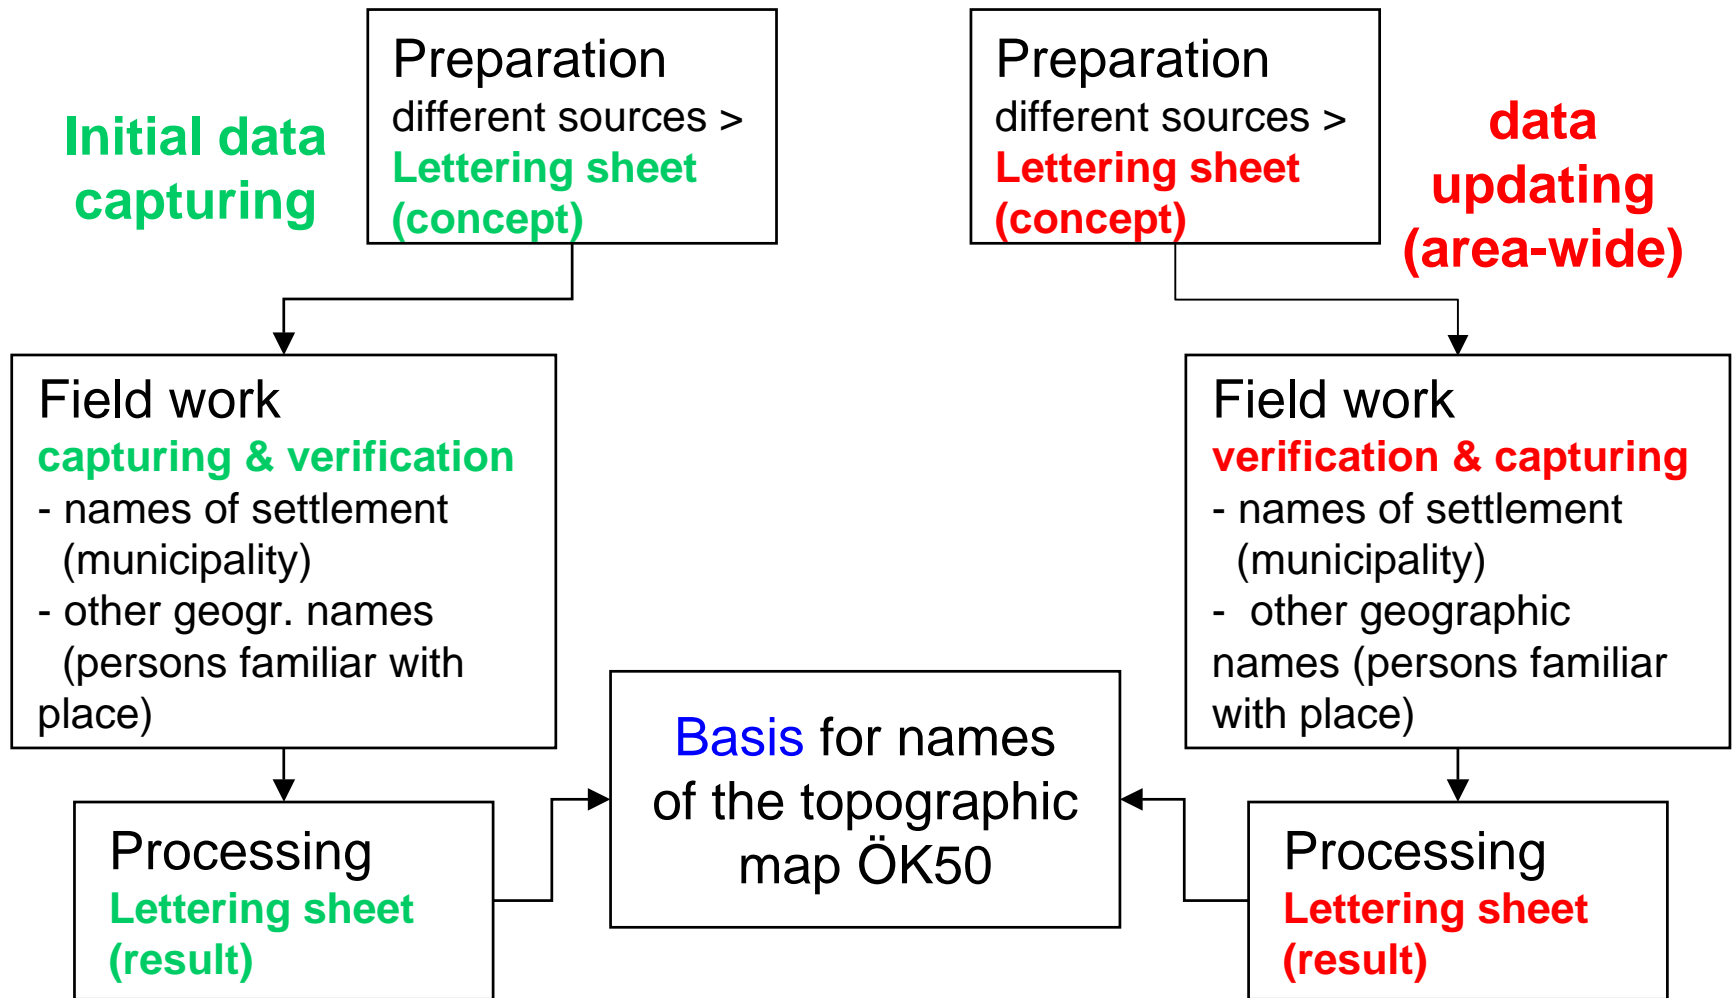 Initial data
capturing
Preparation
different sources >
Lettering sheet
(concept)
Field work
capturing & verification
- names of settlement
(municipality)
- other geogr. names
(persons familiar with
place)
Processing
Lettering sheet
(result)
Basis for names
of the topographic
map ÖK50
Preparation
different sources >
Lettering sheet
(concept)
data
updating
(area-wide)
Field work
verification & capturing
- names of settlement
(municipality)
- other geographic
names (persons familiar
with place)
Processing
Lettering sheet
(result)